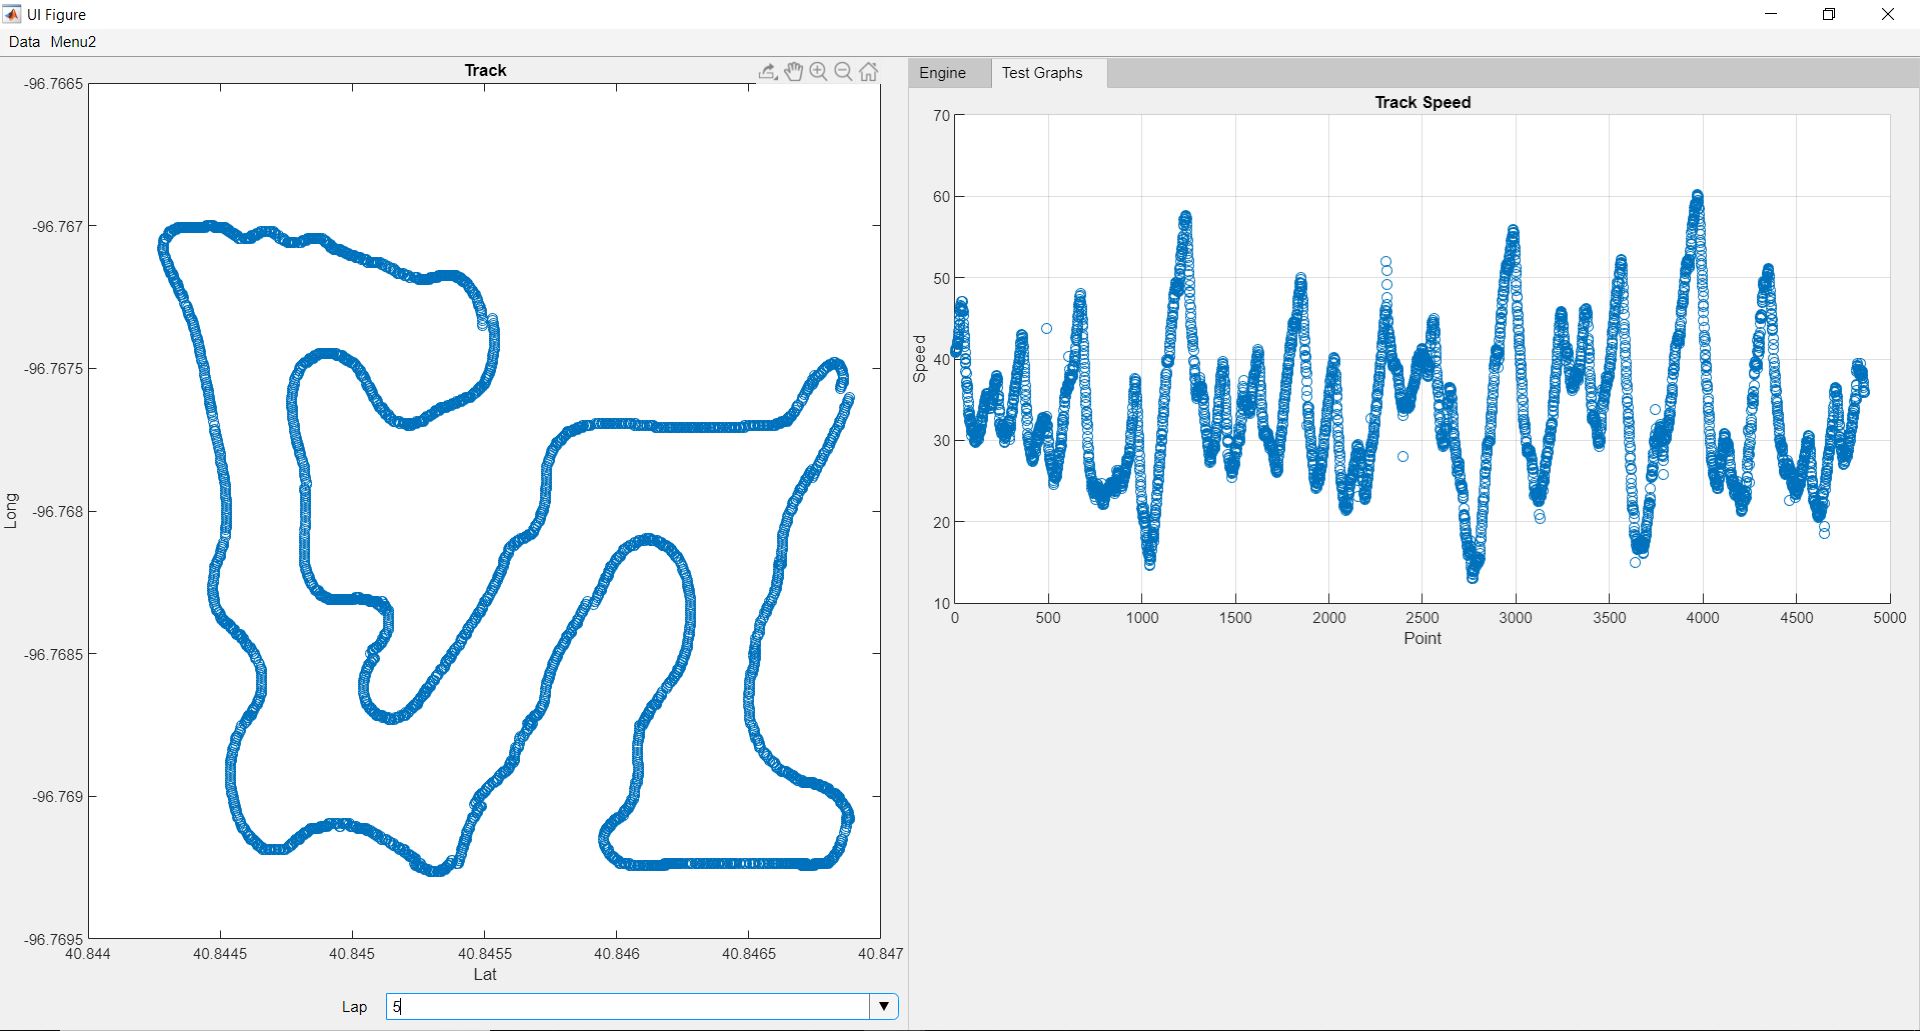 UI Figure
Data Menu2
Track
-96.7665
-96.767
-96.7675
-96.768
-96.7685
-96.769
-96.7695
Long
40.844 40.8445 40.845 40.8455 40.846 40.8465 40.847
Lat
Lap 5
Engine Test Graphs
Track Speed
70
60
50
40
30
20
10
Speed
0 500 1000 1500 2000 2500 3000 3500 4000 4500 5000
Point